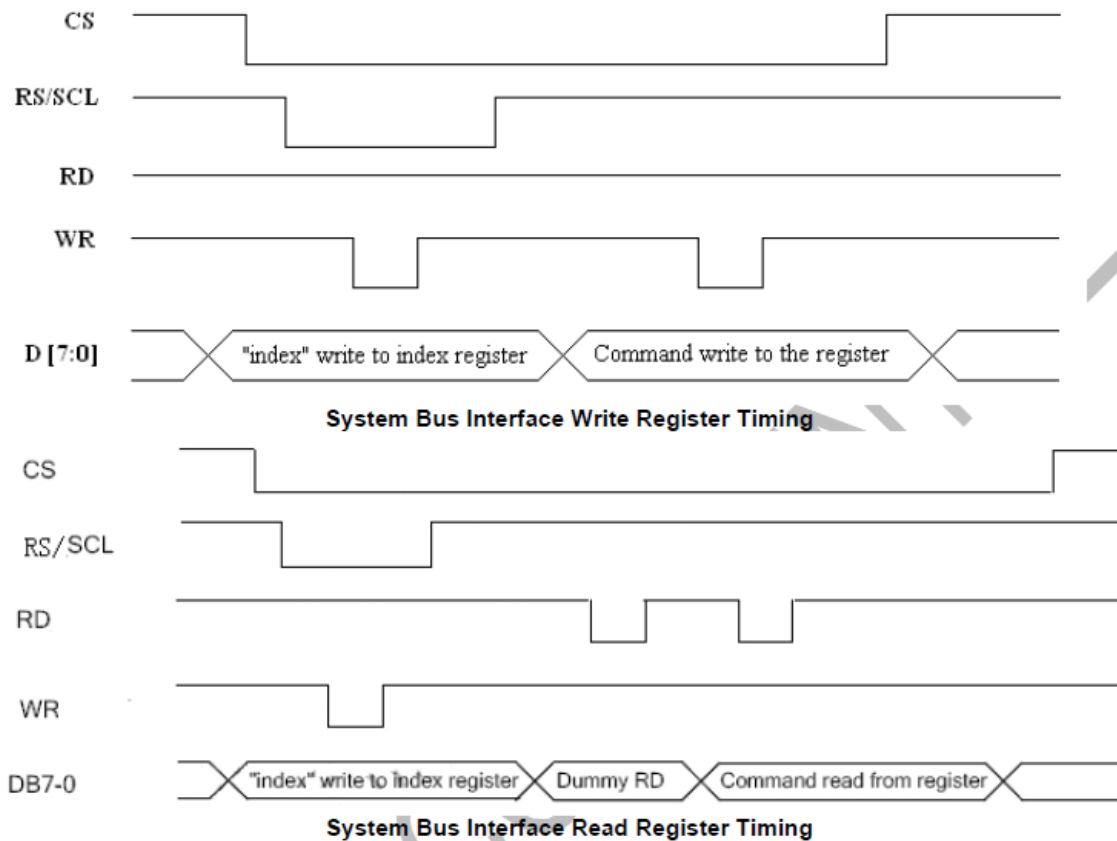 CS
RS/SCL
RD
WR
D [7:0]
"index" write to index register
Command write to the register
System Bus Interface Write Register Timing
CS
RS/SCL
RD
WR
DB7-0
"index" write to index register
Dummy RD
Command read from register
System Bus Interface Read Register Timing